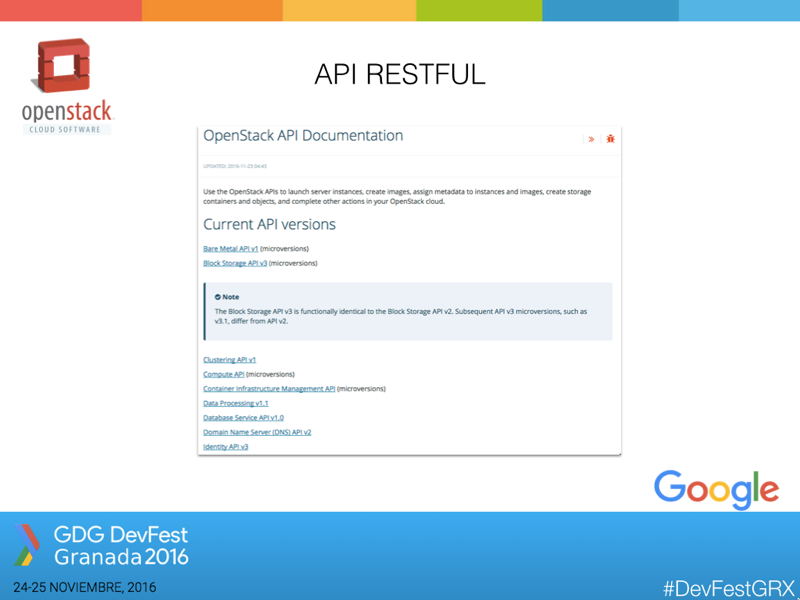 API RESTFUL
openstack
CLOUD SOFTWARE
OpenStack API Documentation
UPDATED: 2016-11-23 04:45
Use the OpenStack APIs to launch server instances, create images, assign metadata to instances and images, create storage
containers and objects, and complete other actions in your OpenStack cloud.
Current API versions
Bare Metal API v1 (microversions)
Block Storage API v3 (microversions)
Note
The Block Storage API v3 is functionally identical to the Block Storage API v2. Subsequent API v3 microversions, such as
v3.1, differ from API v2.
Clustering API v1
Compute API (microversions)
Container Infrastructure Management API (microversions)
Data Processing v1.1
Database Service API v1.0
Domain Name Server (DNS) API v2
Identity API v3
Google
GDG DevFest
Granada 2016
24-25 NOVIEMBRE, 2016
#DevFestGRX